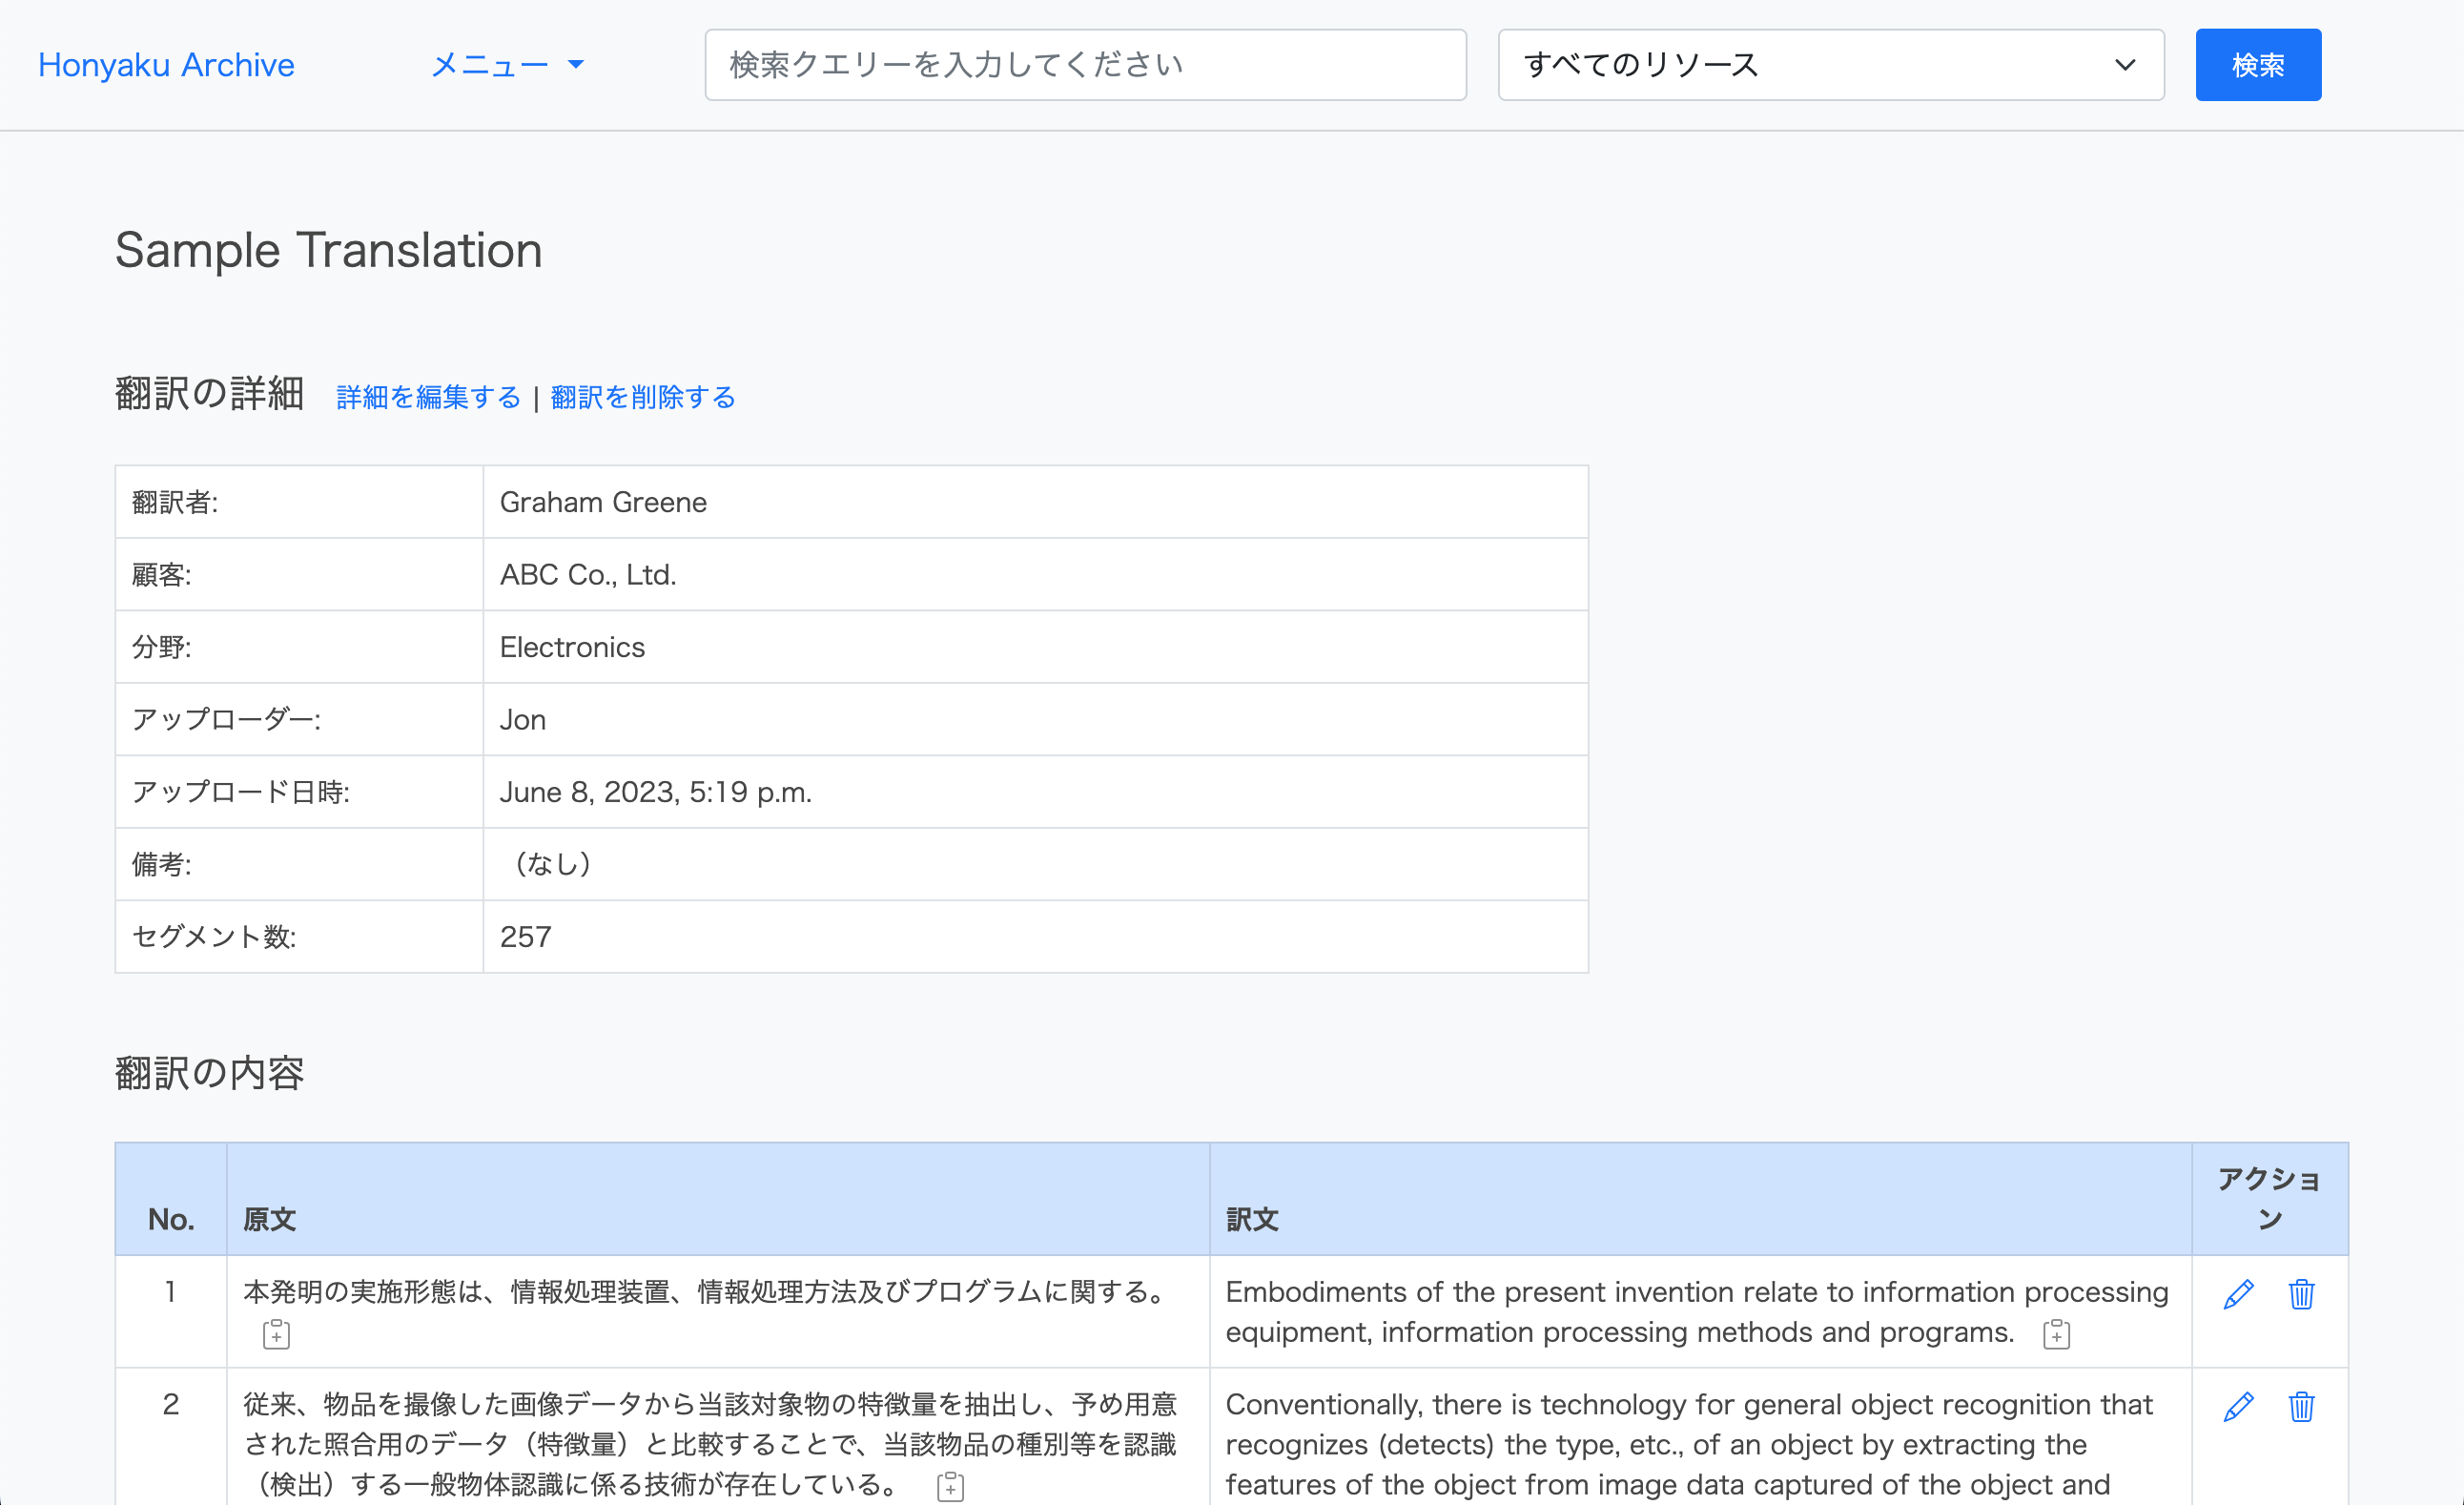 Honyaku Archive
メニュー
検索クエリーを入力してください
すべてのリソース
検索
Sample Translation
翻訳の詳細 詳細を編集する | 翻訳を削除する
翻訳者: Graham Greene
顧客: ABC Co., Ltd.
分野: Electronics
アップローダー: Jon
アップロード日時: June 8, 2023, 5:19 p.m.
備考: （なし）
セグメント数: 257
翻訳の内容
No. 原文 訳文 アクショ
ン
1
本発明の実施形態は、情報処理装置、情報処理方法及びプログラムに関する。
Embodiments of the present invention relate to information processing
equipment, information processing methods and programs.
2
従来、物品を撮像した画像データから当該対象物の特徴量を抽出し、予め用意
された照合用のデータ（特徴量）と比較することで、当該物品の種別等を認識
（検出）する一般物体認識に係る技術が存在している。
Conventionally, there is technology for general object recognition that
recognizes (detects) the type, etc., of an object by extracting the
features of the object from image data captured of the object and